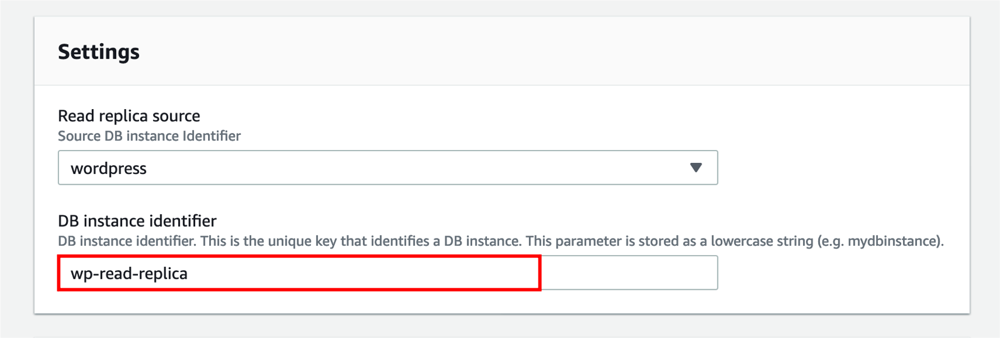 Settings
Read replica source
Source DB instance Identifier
wordpress
DB instance identifier
DB instance identifier. This is the unique key that identifies a DB instance. This parameter is stored as a lowercase string (e.g. mydbinstance).
wp-read-replica